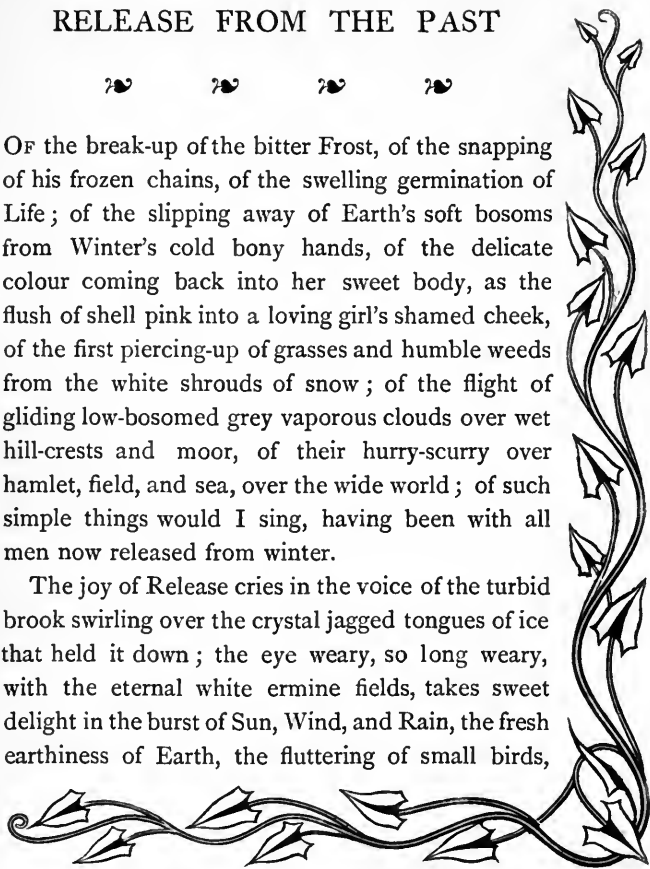 RELEASE FROM THE PAST
OF the break-up of the bitter Frost, of the snapping
of his frozen chains, of the swelling germination of
Life; of the slipping away of Earth's soft bosoms
from Winter's cold bony hands, of the delicate
colour coming back into her sweet body, as the
flush of shell pink into a loving girl's shamed cheek,
of the first piercing-up of grasses and humble weeds
from the white shrouds of snow; of the flight of
gliding low-bosomed grey vaporous clouds over wet
hill-crests and moor, of their hurry-scurry over
hamlet, field, and sea, over the wide world; of such
simple things would I sing, having been with all
men now released from winter.
The joy of Release cries in the voice of the turbid
brook swirling over the crystal jagged tongues of ice
that held it down; the eye weary, so long weary,
with the eternal white ermine fields, takes sweet
delight in the burst of Sun, Wind, and Rain, the fresh
earthiness of Earth, the fluttering of small birds,